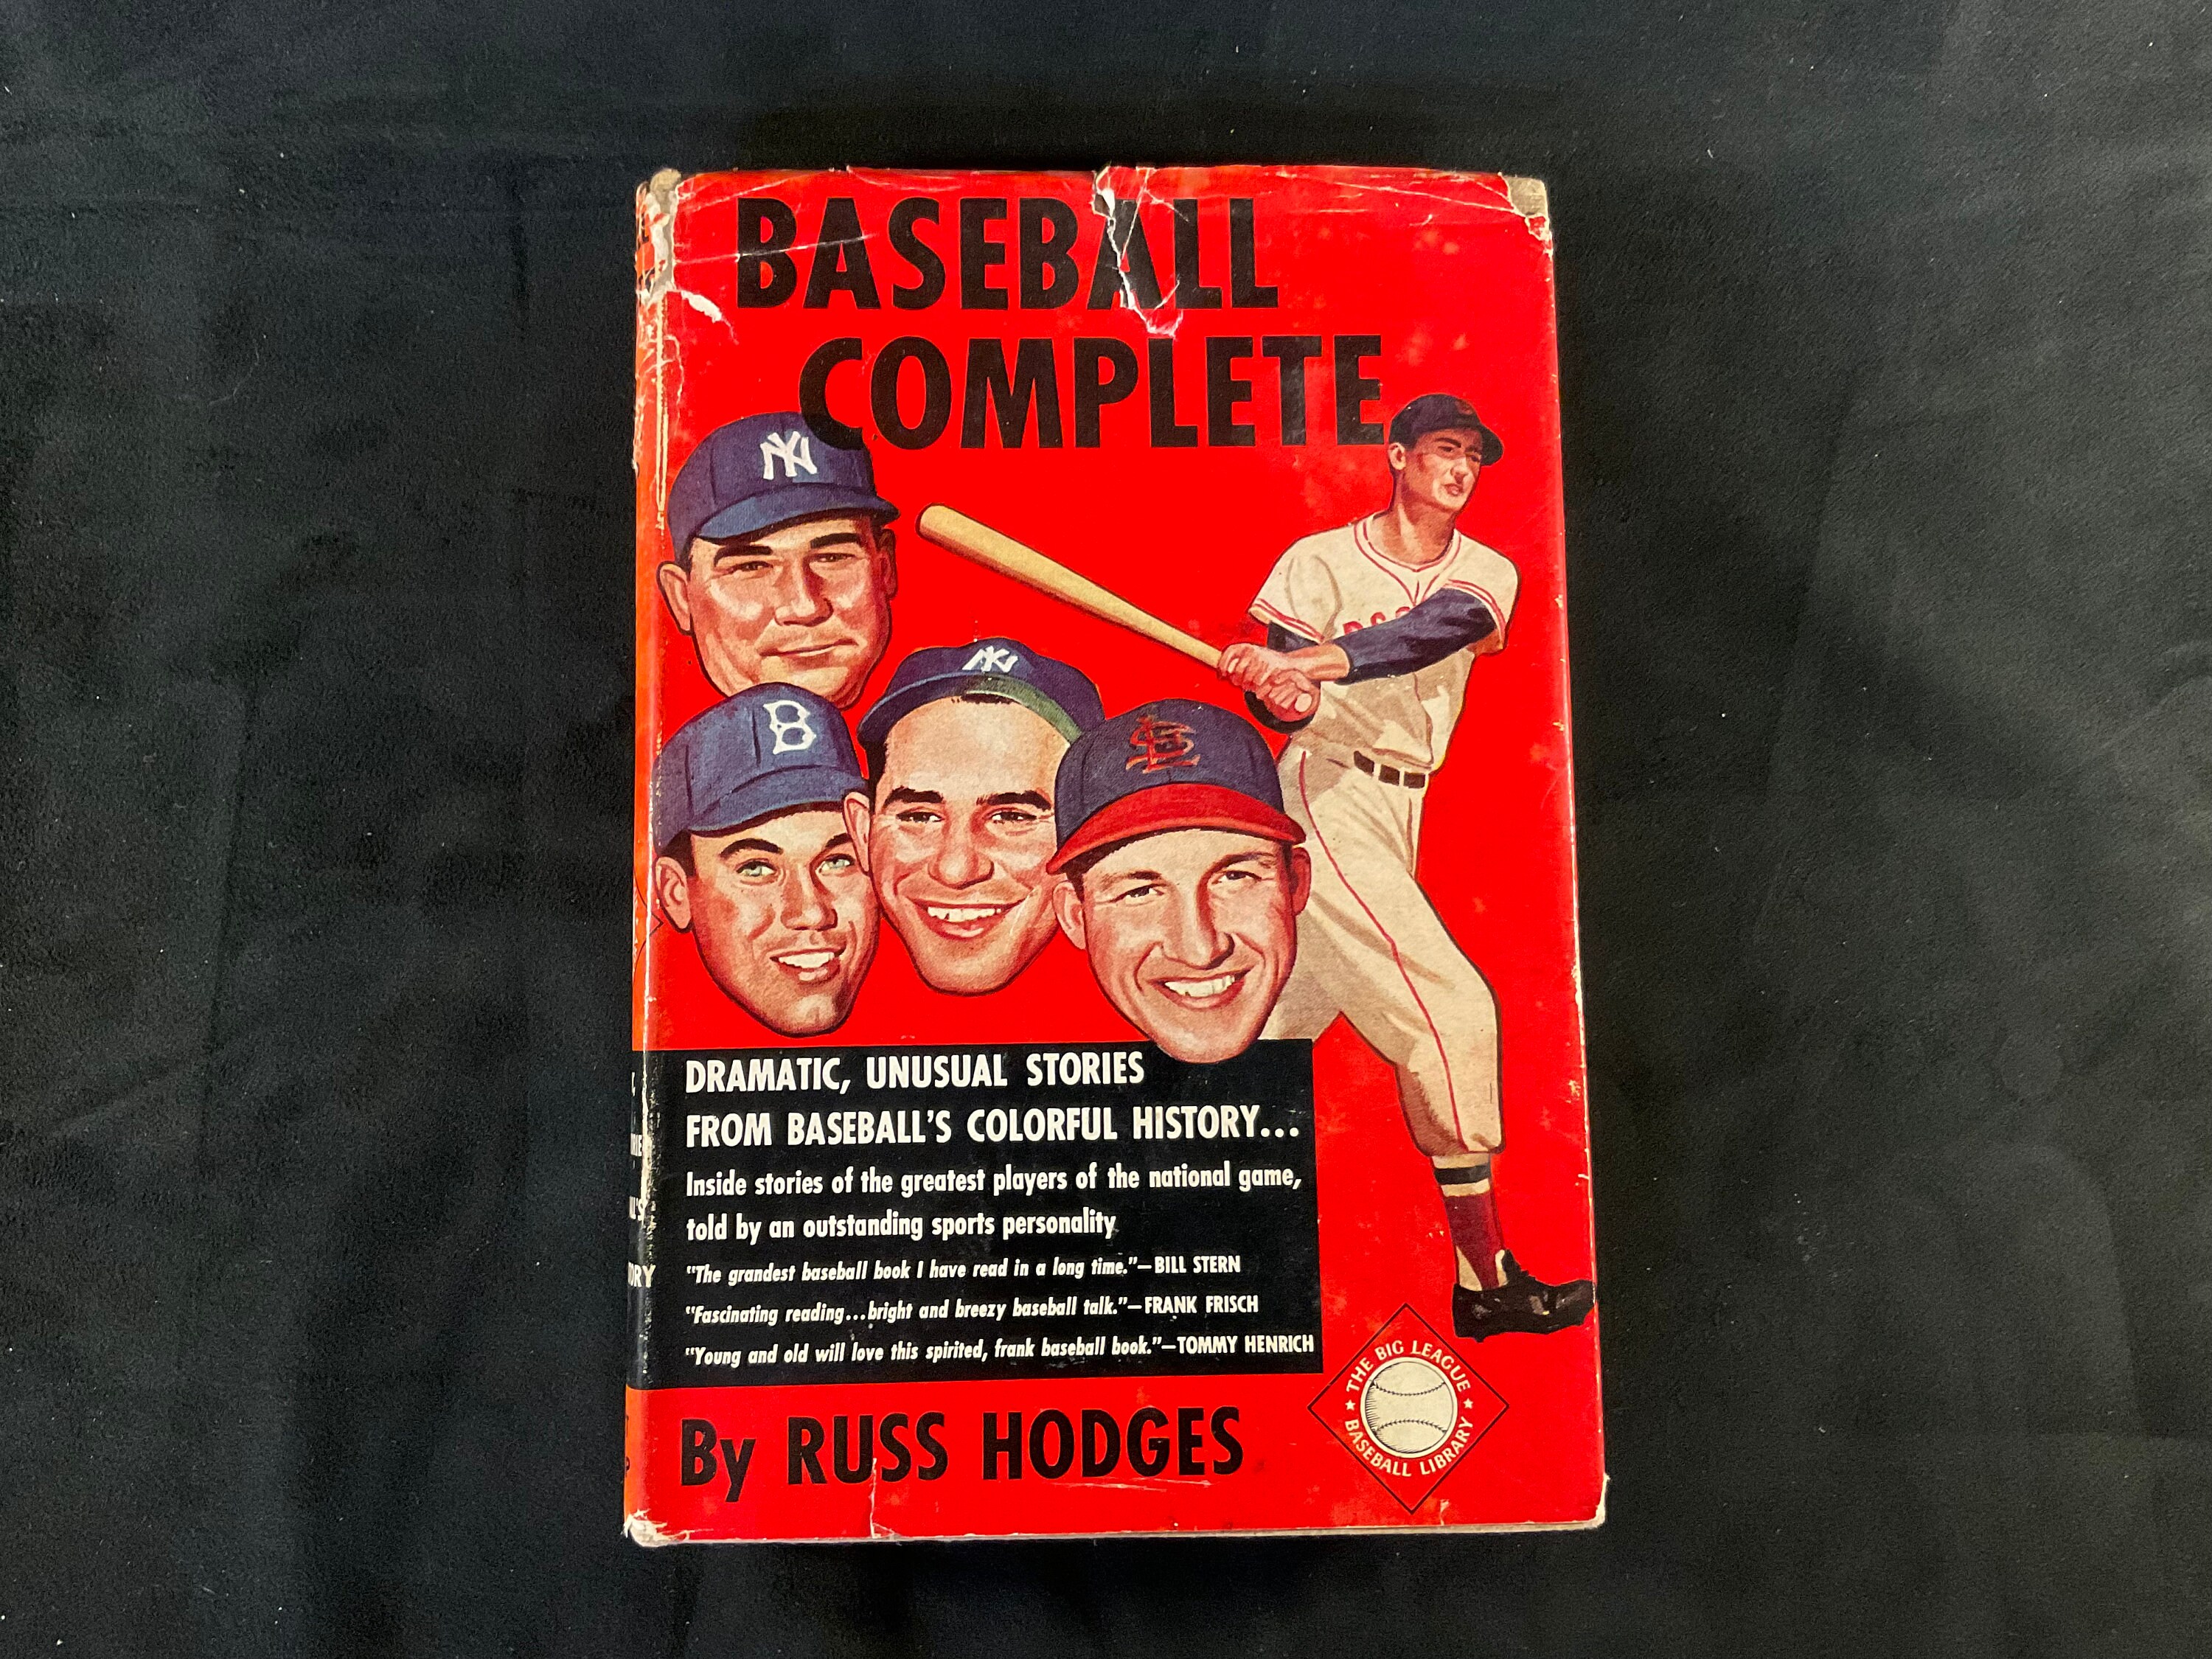 BASEBALL
COMPLETE
NY
B
NY
STL
DRAMATIC, UNUSUAL STORIES
FROM BASEBALL'S COLORFUL HISTORY...
Inside stories of the greatest players of the national game,
told by an outstanding sports personality
"The grandest baseball book I have read in a long time."—BILL STERN
"Fascinating reading...bright and breezy baseball talk."—FRANK FRISCH
"Young and old will love this spirited, frank baseball book."—TOMMY HENRICH
By RUSS HODGES
THE BIG LEAGUE
BASEBALL LIBRARY